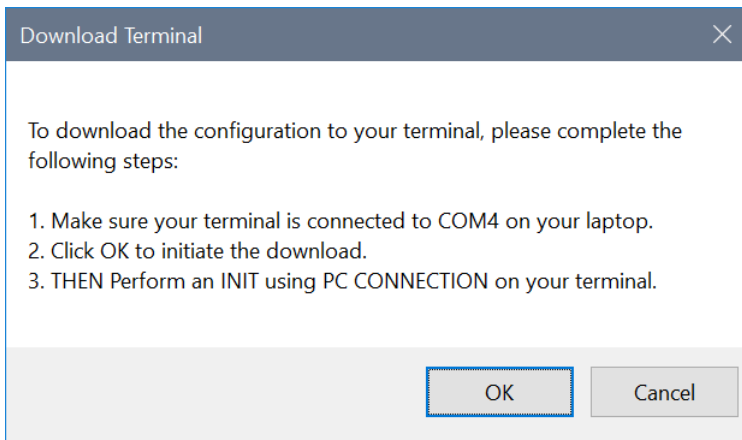 Download Terminal
To download the configuration to your terminal, please complete the
following steps:
1. Make sure your terminal is connected to COM4 on your laptop.
2. Click OK to initiate the download.
3. THEN Perform an INIT using PC CONNECTION on your terminal.
OK
Cancel